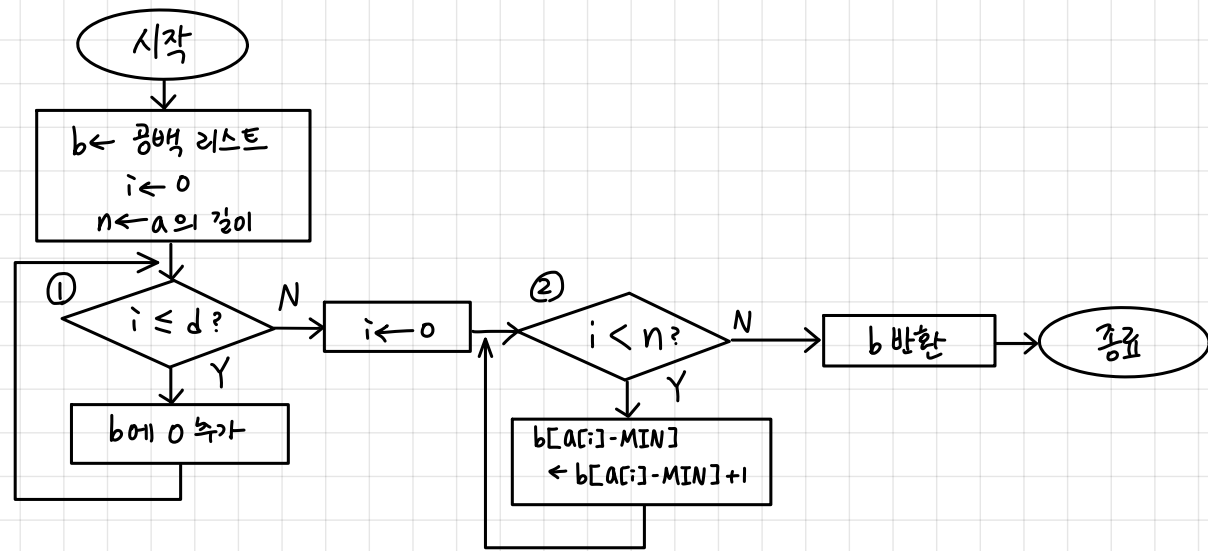 시작
b← 공백 리스트
i← 0
n←a의 길이
①
i ≤ d?
N
Y
b에 0 추가
i← 0
②
i < n?
N
Y
b[a[i]-MIN]
← b[a[i]-MIN]+1
b 반환
종료